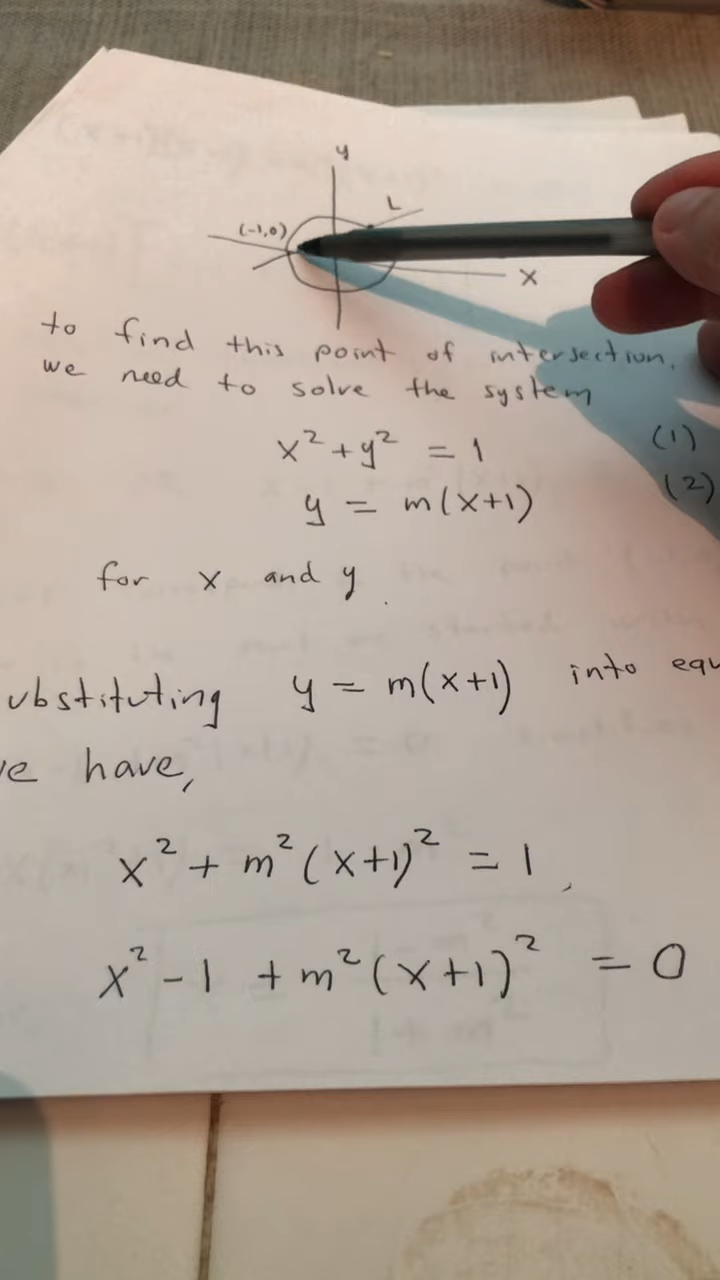 y
L
(-1,0)
x
to find this point of intersection,
we need to solve the system
x² + y² = 1 (1)
y = m(x+1) (2)
for x and y.
ubstituting y = m(x+1) into equ
ve have,
x² + m²(x+1)² = 1,
x² - 1 + m²(x+1)² = 0